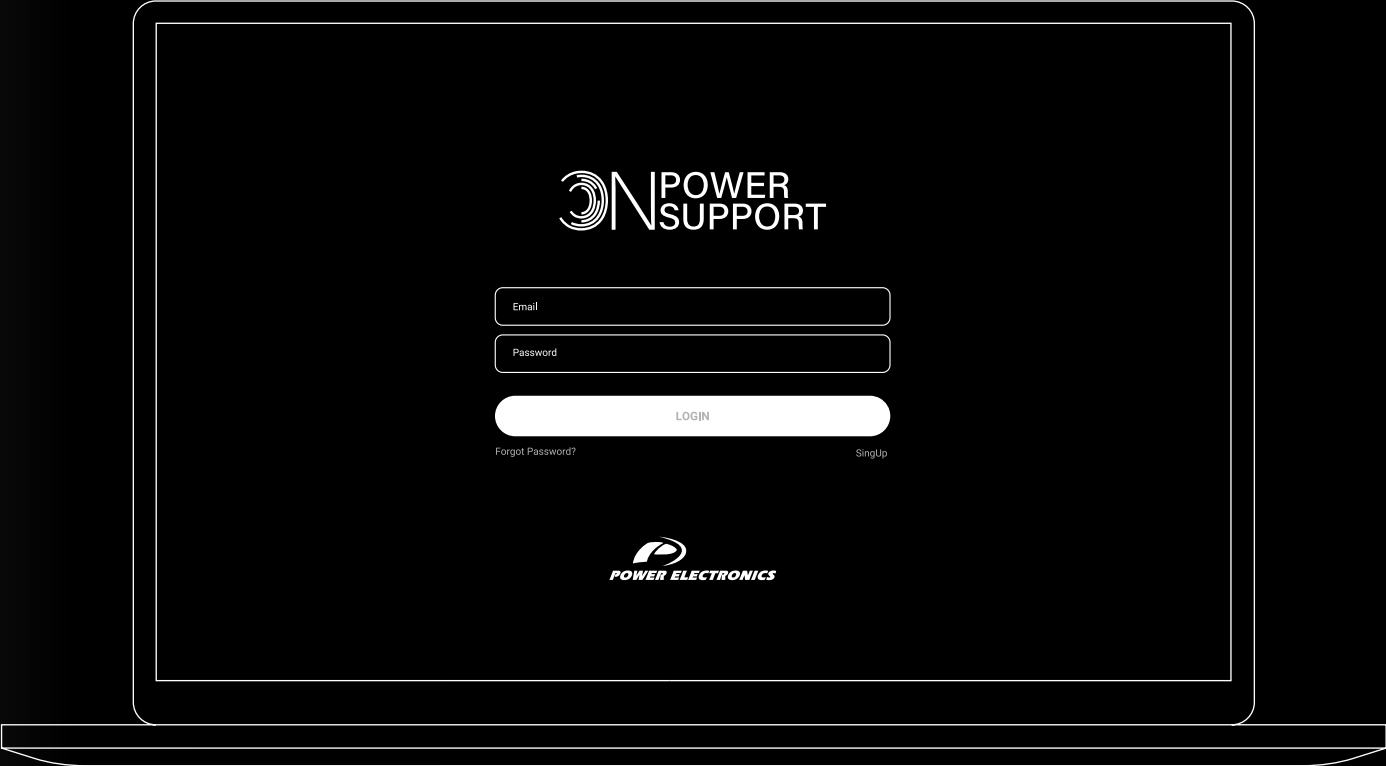 ON POWER
SUPPORT
Email
Password
LOGIN
Forgot Password?
SingUp
POWER ELECTRONICS